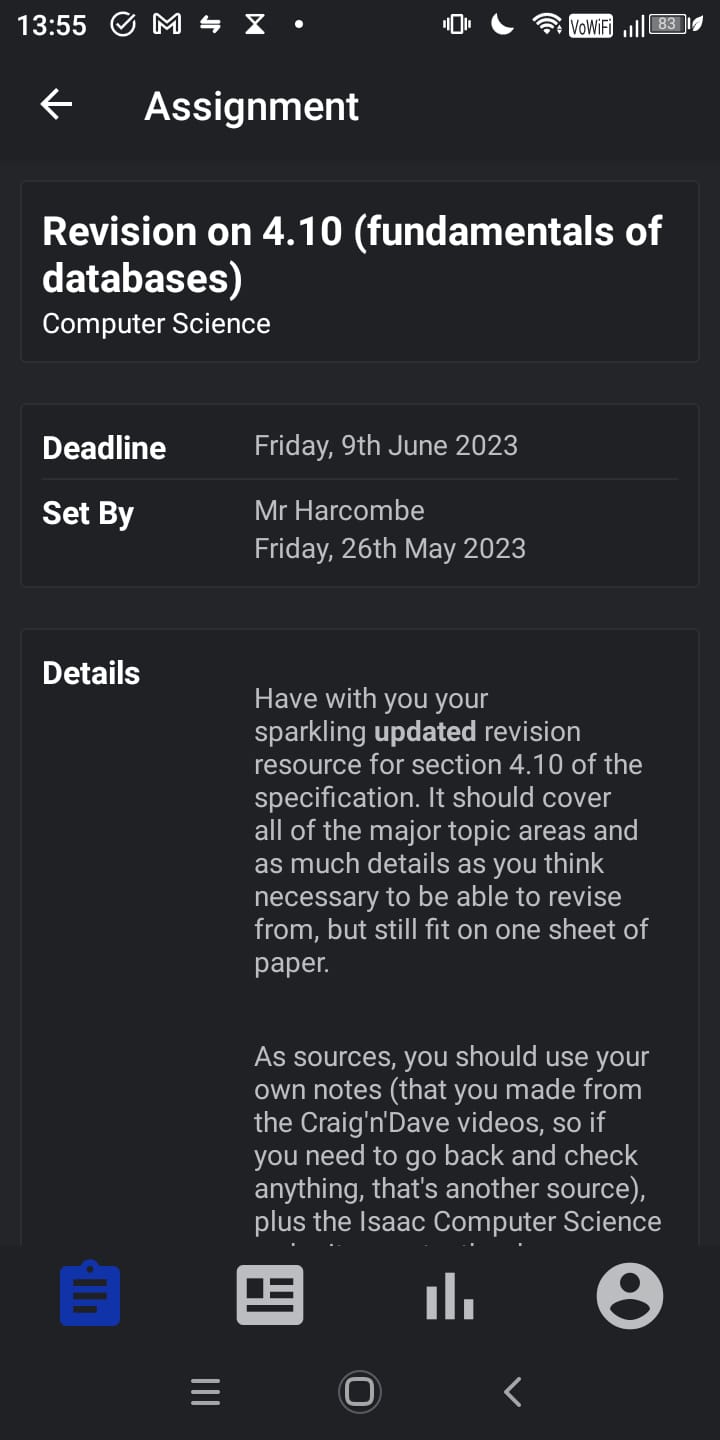 13:55
VoWiFi
83
Assignment
Revision on 4.10 (fundamentals of
databases)
Computer Science
Deadline
Friday, 9th June 2023
Set By
Mr Harcombe
Friday, 26th May 2023
Details
Have with you your
sparkling updated revision
resource for section 4.10 of the
specification. It should cover
all of the major topic areas and
as much details as you think
necessary to be able to revise
from, but still fit on one sheet of
paper.
As sources, you should use your
own notes (that you made from
the Craig'n'Dave videos, so if
you need to go back and check
anything, that's another source),
plus the Isaac Computer Science